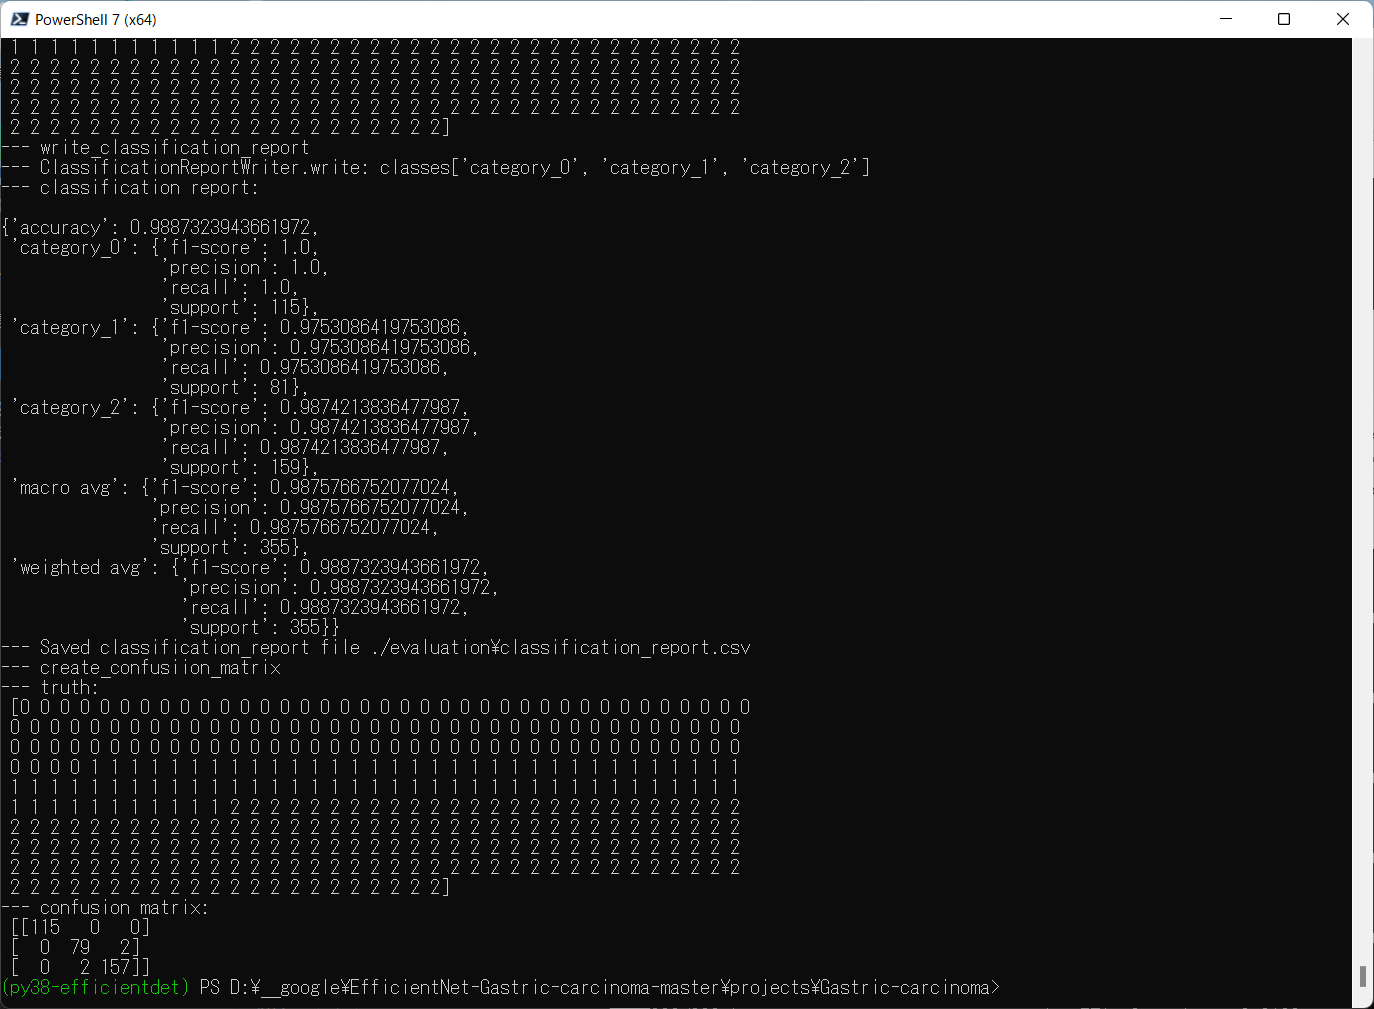 PowerShell 7 (x64)
1 1 1 1 1 1 1 1 1 1 1 2 2 2 2 2 2 2 2 2 2 2 2 2 2 2 2 2 2 2 2 2 2 2 2 2 2
2 2 2 2 2 2 2 2 2 2 2 2 2 2 2 2 2 2 2 2 2 2 2 2 2 2 2 2 2 2 2 2 2 2 2 2 2
2 2 2 2 2 2 2 2 2 2 2 2 2 2 2 2 2 2 2 2 2 2 2 2 2 2 2 2 2 2 2 2 2 2 2 2 2
2 2 2 2 2 2 2 2 2 2 2 2 2 2 2 2 2 2 2 2 2 2 2 2 2 2 2 2 2 2 2 2 2 2 2 2 2
2 2 2 2 2 2 2 2 2 2 2 2 2 2 2 2 2 2 2 2 2 2]
--- write_classification_report
--- ClassificationReportWriter.write: classes['category_0', 'category_1', 'category_2']
--- classification report:
{'accuracy': 0.9887323943661972,
'category_0': {'f1-score': 1.0,
'precision': 1.0,
'recall': 1.0,
'support': 115},
'category_1': {'f1-score': 0.9753086419753086,
'precision': 0.9753086419753086,
'recall': 0.9753086419753086,
'support': 81},
'category_2': {'f1-score': 0.9874213836477987,
'precision': 0.9874213836477987,
'recall': 0.9874213836477987,
'support': 159},
'macro avg': {'f1-score': 0.9875766752077024,
'precision': 0.9875766752077024,
'recall': 0.9875766752077024,
'support': 355},
'weighted avg': {'f1-score': 0.9887323943661972,
'precision': 0.9887323943661972,
'recall': 0.9887323943661972,
'support': 355}}
--- Saved classification_report file ./evaluation¥classification_report.csv
--- create_confusiion_matrix
--- truth:
[0 0 0 0 0 0 0 0 0 0 0 0 0 0 0 0 0 0 0 0 0 0 0 0 0 0 0 0 0 0 0 0 0 0 0 0 0
0 0 0 0 0 0 0 0 0 0 0 0 0 0 0 0 0 0 0 0 0 0 0 0 0 0 0 0 0 0 0 0 0 0 0 0 0
0 0 0 0 0 0 0 0 0 0 0 0 0 0 0 0 0 0 0 0 0 0 0 0 0 0 0 0 0 0 0 0 0 0 0 0 0
0 0 0 0 1 1 1 1 1 1 1 1 1 1 1 1 1 1 1 1 1 1 1 1 1 1 1 1 1 1 1 1 1 1 1 1 1
1 1 1 1 1 1 1 1 1 1 1 1 1 1 1 1 1 1 1 1 1 1 1 1 1 1 1 1 1 1 1 1 1 1 1 1 1
1 1 1 1 1 1 1 1 1 1 1 2 2 2 2 2 2 2 2 2 2 2 2 2 2 2 2 2 2 2 2 2 2 2 2 2 2
2 2 2 2 2 2 2 2 2 2 2 2 2 2 2 2 2 2 2 2 2 2 2 2 2 2 2 2 2 2 2 2 2 2 2 2 2
2 2 2 2 2 2 2 2 2 2 2 2 2 2 2 2 2 2 2 2 2 2 2 2 2 2 2 2 2 2 2 2 2 2 2 2 2
2 2 2 2 2 2 2 2 2 2 2 2 2 2 2 2 2 2 2 2 2 2 2 2 2 2 2 2 2 2 2 2 2 2 2 2 2
2 2 2 2 2 2 2 2 2 2 2 2 2 2 2 2 2 2 2 2 2 2]
--- confusion matrix:
[[115 0 0]
[ 0 79 2]
[ 0 2 157]]
(py38-efficientdet) PS D:¥__google¥EfficientNet-Gastric-carcinoma-master¥projects¥Gastric-carcinoma>